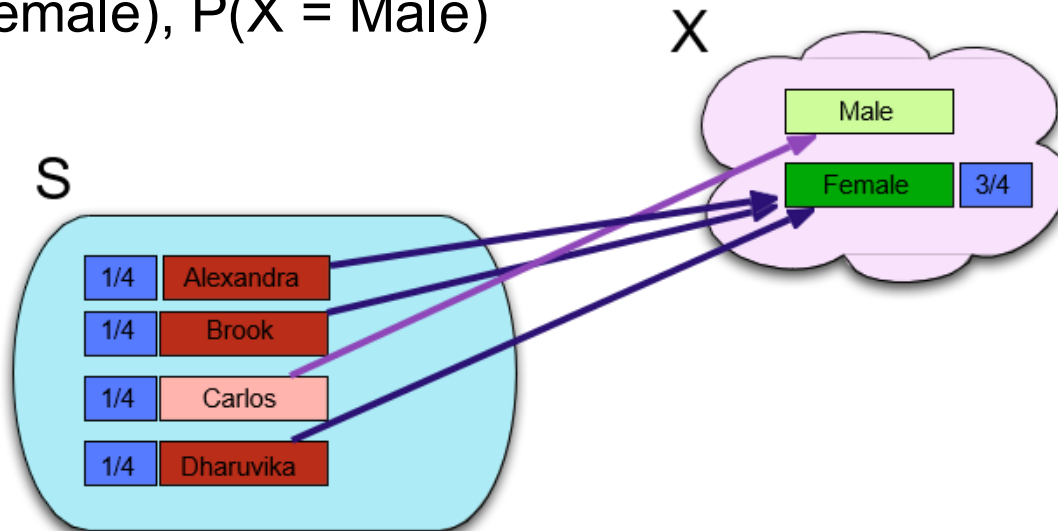 emale), P(X = Male)
X
Male
Female 3/4
S
1/4 Alexandra
1/4 Brook
1/4 Carlos
1/4 Dharuvika